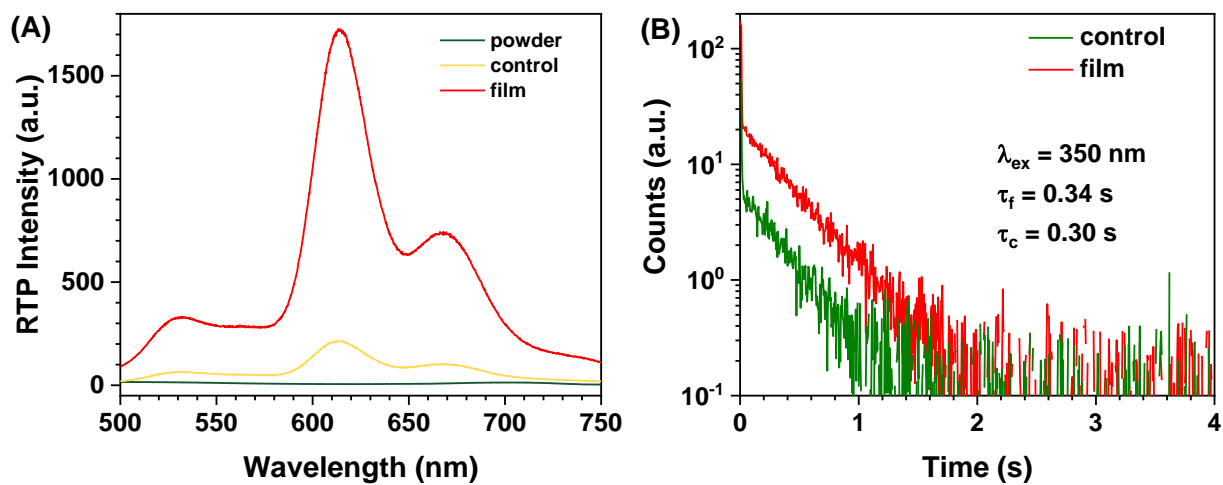 (A)
RTP Intensity (a.u.)
1500
1000
500
0
powder
control
film
500
550
600
650
700
750
Wavelength (nm)
(B)
Counts (a.u.)
10²
10¹
10⁰
10⁻¹
control
film
λex = 350 nm
τf = 0.34 s
τc = 0.30 s
0
1
2
3
4
Time (s)